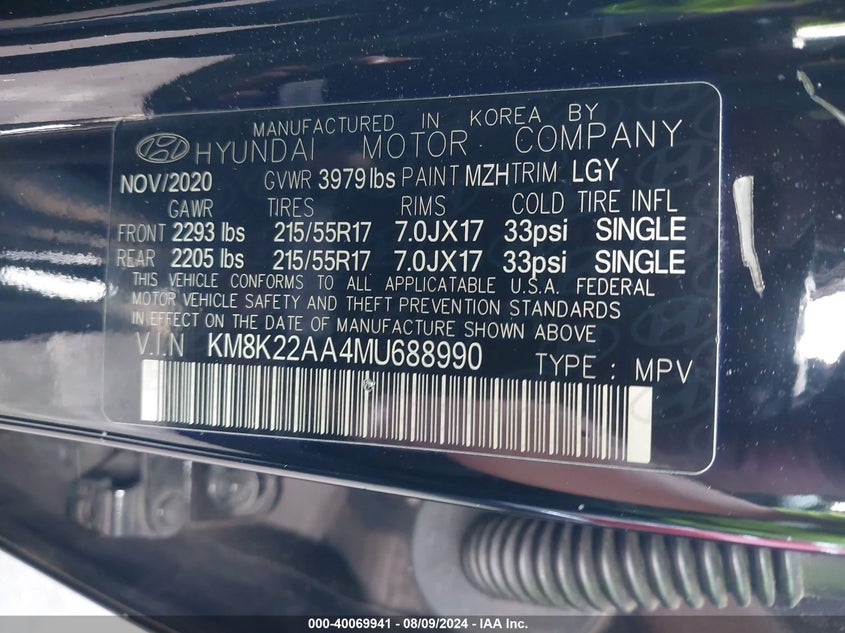 MANUFACTURED IN KOREA BY
HYUNDAI MOTOR COMPANY
NOV/2020 GVWR 3979 lbs PAINT MZH TRIM LGY
GAWR TIRES RIMS COLD TIRE INFL
FRONT 2293 lbs 215/55R17 7.0JX17 33psi SINGLE
REAR 2205 lbs 215/55R17 7.0JX17 33psi SINGLE
THIS VEHICLE CONFORMS TO ALL APPLICABLE U.S.A. FEDERAL
MOTOR VEHICLE SAFETY AND THEFT PREVENTION STANDARDS
IN EFFECT ON THE DATE OF MANUFACTURE SHOWN ABOVE.
V.I.N KM8K22AA4MU688990 TYPE : MPV
000-40069941 - 08/09/2024 - IAA Inc.